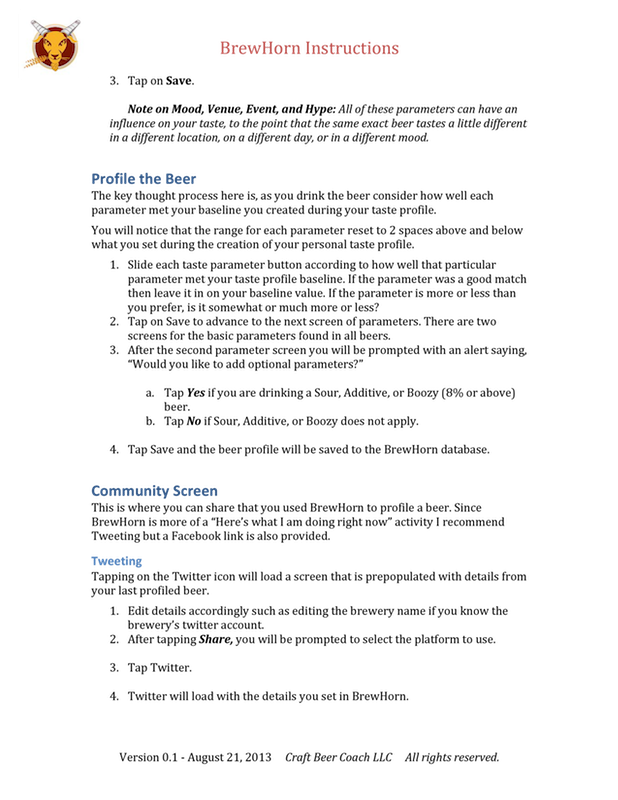 BrewHorn Instructions
3. Tap on Save.
Note on Mood, Venue, Event, and Hype: All of these parameters can have an
influence on your taste, to the point that the same exact beer tastes a little different
in a different location, on a different day, or in a different mood.
Profile the Beer
The key thought process here is, as you drink the beer consider how well each
parameter met your baseline you created during your taste profile.
You will notice that the range for each parameter reset to 2 spaces above and below
what you set during the creation of your personal taste profile.
1. Slide each taste parameter button according to how well that particular
parameter met your taste profile baseline. If the parameter was a good match
then leave it in on your baseline value. If the parameter is more or less than
you prefer, is it somewhat or much more or less?
2. Tap on Save to advance to the next screen of parameters. There are two
screens for the basic parameters found in all beers.
3. After the second parameter screen you will be prompted with an alert saying,
“Would you like to add optional parameters?”
a. Tap Yes if you are drinking a Sour, Additive, or Boozy (8% or above)
beer.
b. Tap No if Sour, Additive, or Boozy does not apply.
4. Tap Save and the beer profile will be saved to the BrewHorn database.
Community Screen
This is where you can share that you used BrewHorn to profile a beer. Since
BrewHorn is more of a “Here’s what I am doing right now” activity I recommend
Tweeting but a Facebook link is also provided.
Tweeting
Tapping on the Twitter icon will load a screen that is prepopulated with details from
your last profiled beer.
1. Edit details accordingly such as editing the brewery name if you know the
brewery’s twitter account.
2. After tapping Share, you will be prompted to select the platform to use.
3. Tap Twitter.
4. Twitter will load with the details you set in BrewHorn.
Version 0.1 - August 21, 2013 Craft Beer Coach LLC All rights reserved.